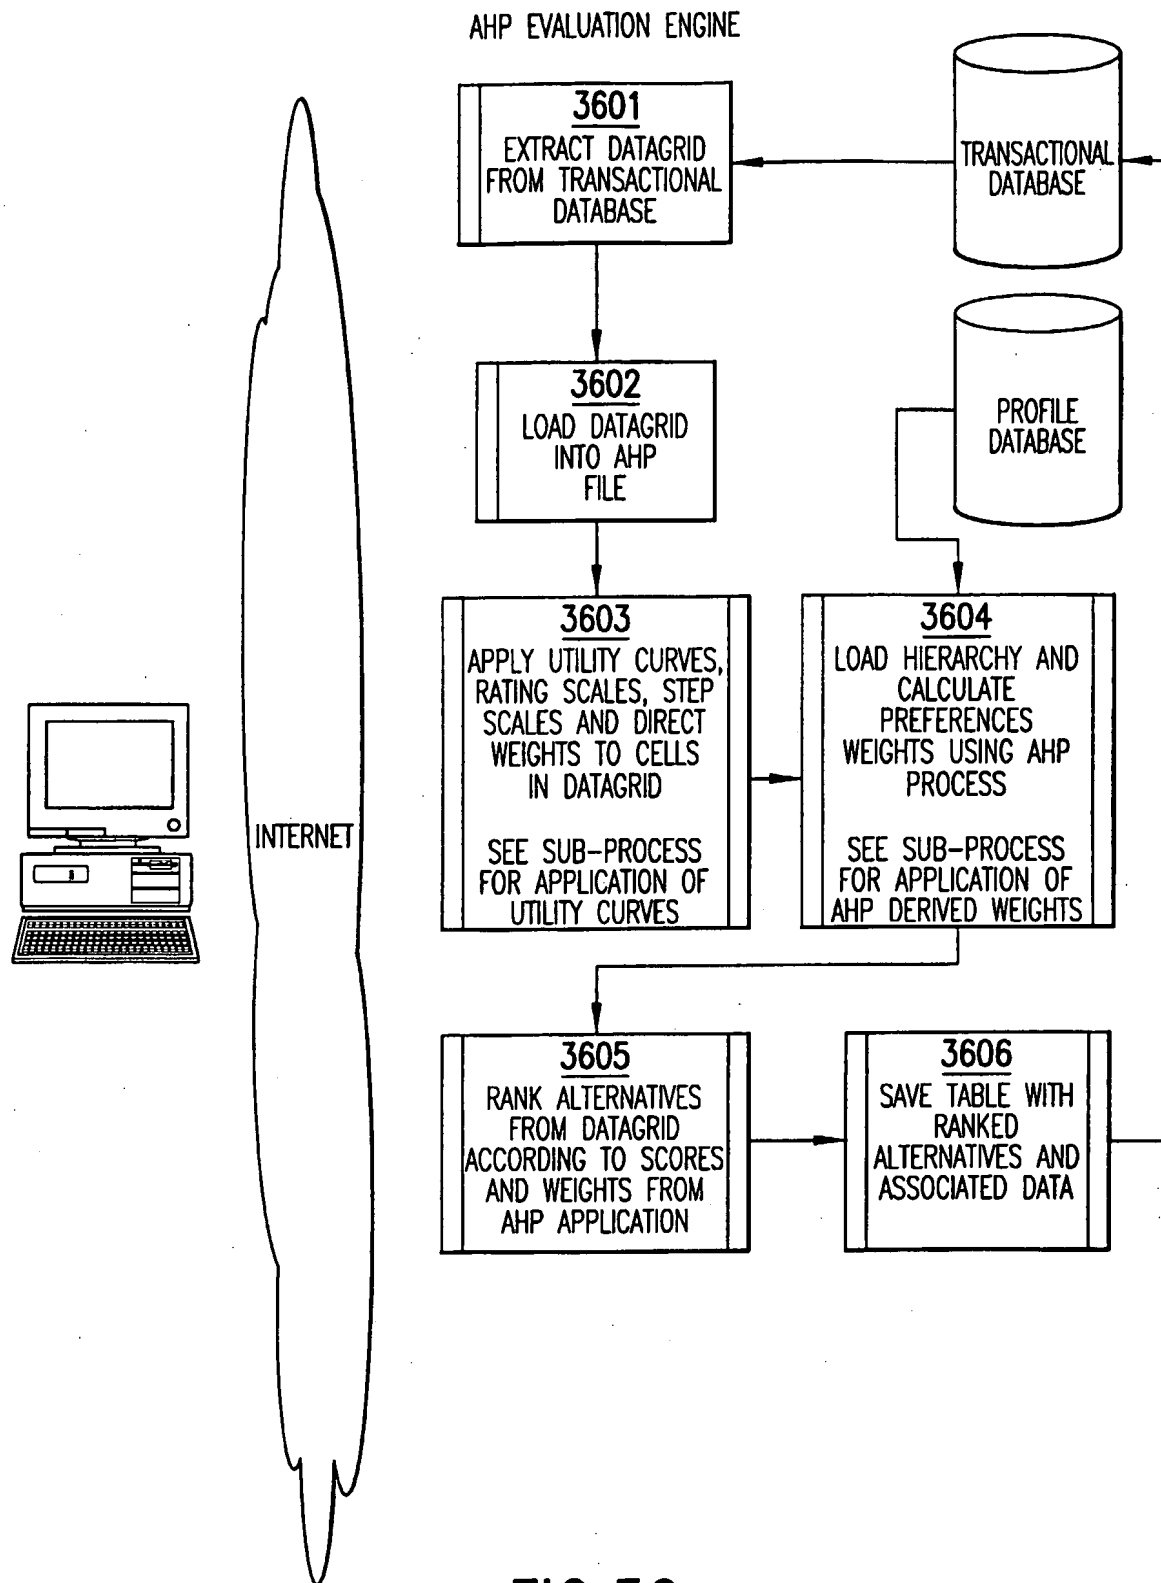 AHP EVALUATION ENGINE
3601
EXTRACT DATAGRID
FROM TRANSACTIONAL
DATABASE
TRANSACTIONAL
DATABASE
3602
LOAD DATAGRID
INTO AHP
FILE
PROFILE
DATABASE
3603
APPLY UTILITY CURVES,
RATING SCALES, STEP
SCALES AND DIRECT
WEIGHTS TO CELLS
IN DATAGRID
SEE SUB-PROCESS
FOR APPLICATION OF
UTILITY CURVES
3604
LOAD HIERARCHY AND
CALCULATE
PREFERENCES
WEIGHTS USING AHP
PROCESS
SEE SUB-PROCESS
FOR APPLICATION OF
AHP DERIVED WEIGHTS
INTERNET
3605
RANK ALTERNATIVES
FROM DATAGRID
ACCORDING TO SCORES
AND WEIGHTS FROM
AHP APPLICATION
3606
SAVE TABLE WITH
RANKED
ALTERNATIVES AND
ASSOCIATED DATA